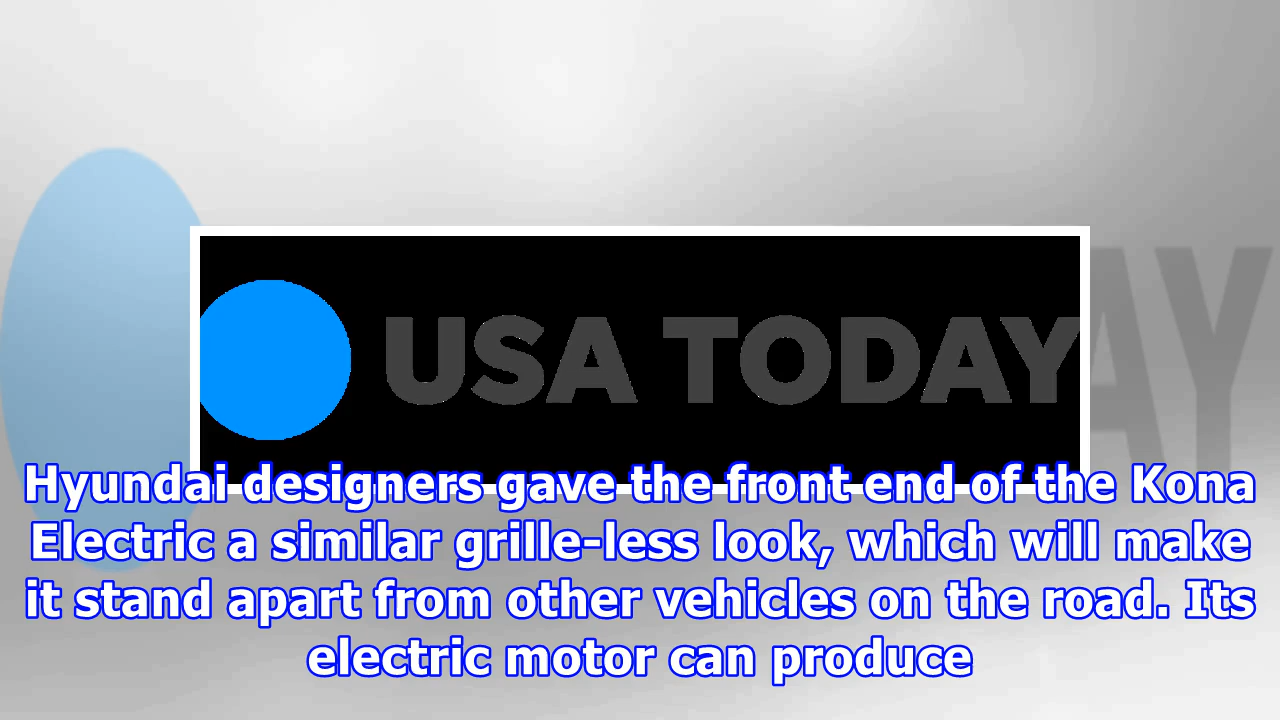 USA TODAY
AY
Hyundai designers gave the front end of the Kona
Electric a similar grille-less look, which will make
it stand apart from other vehicles on the road. Its
electric motor can produce